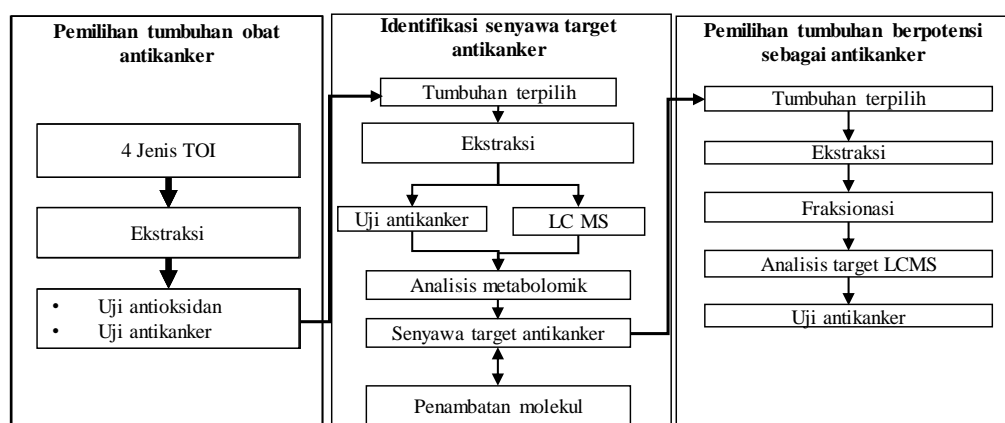 Pemilihan tumbuhan obat
antikanker
4 Jenis TOI
Ekstraksi
• Uji antioksidan
• Uji antikanker
Identifikasi senyawa target
antikanker
Tumbuhan terpilih
Ekstraksi
Uji antikanker
LC MS
Analisis metabolomik
Senyawa target antikanker
Penambatan molekul
Pemilihan tumbuhan berpotensi
sebagai antikanker
Tumbuhan terpilih
Ekstraksi
Fraksionasi
Analisis target LCMS
Uji antikanker